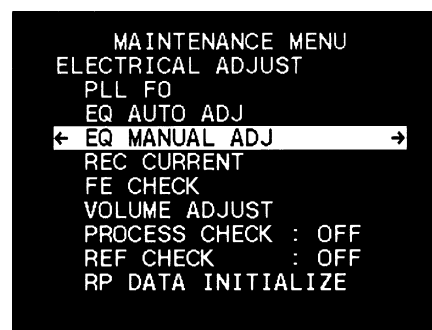 MAINTENANCE MENU
ELECTRICAL ADJUST
PLL FO
EQ AUTO ADJ
← EQ MANUAL ADJ →
REC CURRENT
FE CHECK
VOLUME ADJUST
PROCESS CHECK : OFF
REF CHECK : OFF
RP DATA INITIALIZE